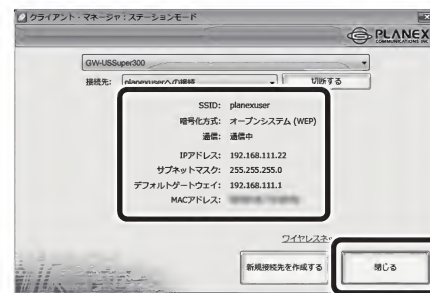 クライアント・マネージャ：ステーションモード
PLANEX
COMMUNICATIONS INC.
GW-USSuper300
接続先: planexuserへの接続 切断する
SSID: planexuser
暗号化方式: オープンシステム (WEP)
通信: 通信中
IPアドレス: 192.168.111.22
サブネットマスク: 255.255.255.0
デフォルトゲートウェイ: 192.168.111.1
MACアドレス:
新規接続先を作成する 閉じる